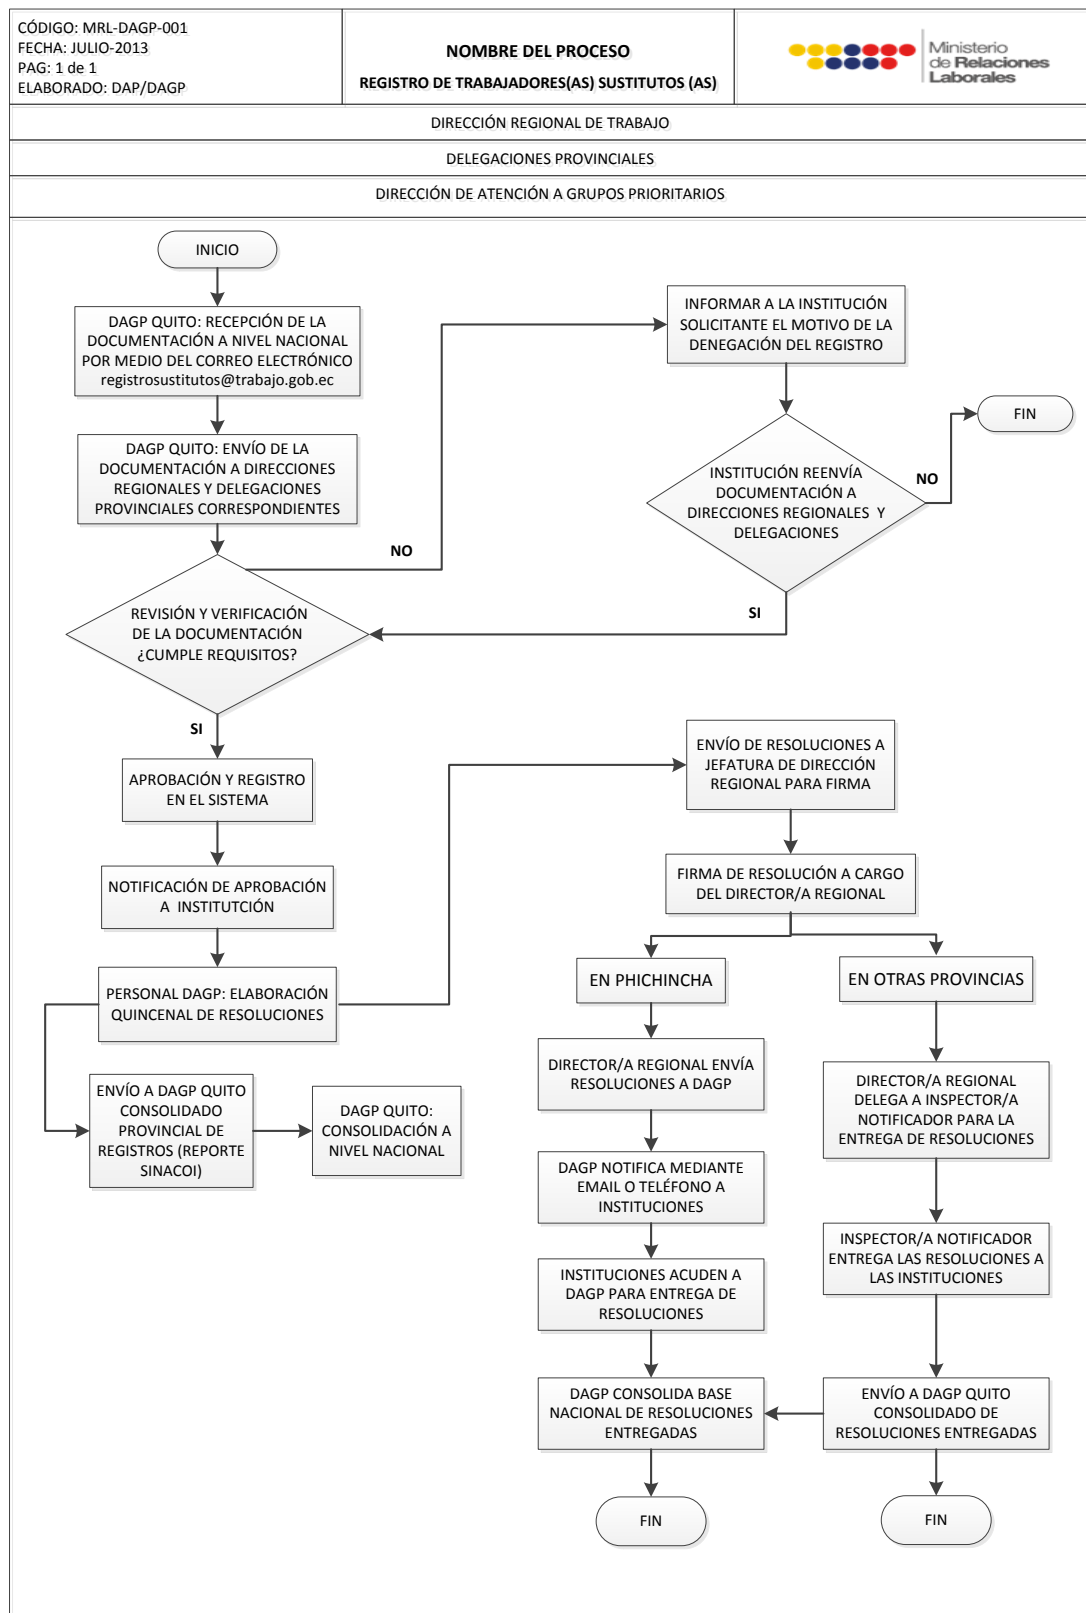 CÓDIGO: MRL-DAGP-001
FECHA: JULIO-2013
PAG: 1 de 1
ELABORADO: DAP/DAGP
NOMBRE DEL PROCESO
REGISTRO DE TRABAJADORES(AS) SUSTITUTOS (AS)
Ministerio
de Relaciones
Laborales
DIRECCIÓN REGIONAL DE TRABAJO
DELEGACIONES PROVINCIALES
DIRECCIÓN DE ATENCIÓN A GRUPOS PRIORITARIOS
INICIO
DAGP QUITO: RECEPCIÓN DE LA
DOCUMENTACIÓN A NIVEL NACIONAL
POR MEDIO DEL CORREO ELECTRÓNICO
registrosustitutos@trabajo.gob.ec
DAGP QUITO: ENVÍO DE LA
DOCUMENTACIÓN A DIRECCIONES
REGIONALES Y DELEGACIONES
PROVINCIALES CORRESPONDIENTES
NO
REVISIÓN Y VERIFICACIÓN
DE LA DOCUMENTACIÓN
¿CUMPLE REQUISITOS?
SI
INFORMAR A LA INSTITUCIÓN
SOLICITANTE EL MOTIVO DE LA
DENEGACIÓN DEL REGISTRO
FIN
NO
INSTITUCIÓN REENVÍA
DOCUMENTACIÓN A
DIRECCIONES REGIONALES Y
DELEGACIONES
SI
APROBACIÓN Y REGISTRO
EN EL SISTEMA
NOTIFICACIÓN DE APROBACIÓN
A INSTITUTCIÓN
PERSONAL DAGP: ELABORACIÓN
QUINCENAL DE RESOLUCIONES
ENVÍO A DAGP QUITO
CONSOLIDADO
PROVINCIAL DE
REGISTROS (REPORTE
SINACOI)
DAGP QUITO:
CONSOLIDACIÓN A
NIVEL NACIONAL
ENVÍO DE RESOLUCIONES A
JEFATURA DE DIRECCIÓN
REGIONAL PARA FIRMA
FIRMA DE RESOLUCIÓN A CARGO
DEL DIRECTOR/A REGIONAL
EN PHICHINCHA
DIRECTOR/A REGIONAL ENVÍA
RESOLUCIONES A DAGP
DAGP NOTIFICA MEDIANTE
EMAIL O TELÉFONO A
INSTITUCIONES
INSTITUCIONES ACUDEN A
DAGP PARA ENTREGA DE
RESOLUCIONES
DAGP CONSOLIDA BASE
NACIONAL DE RESOLUCIONES
ENTREGADAS
FIN
EN OTRAS PROVINCIAS
DIRECTOR/A REGIONAL
DELEGA A INSPECTOR/A
NOTIFICADOR PARA LA
ENTREGA DE RESOLUCIONES
INSPECTOR/A NOTIFICADOR
ENTREGA LAS RESOLUCIONES A
LAS INSTITUCIONES
ENVÍO A DAGP QUITO
CONSOLIDADO DE
RESOLUCIONES ENTREGADAS
FIN